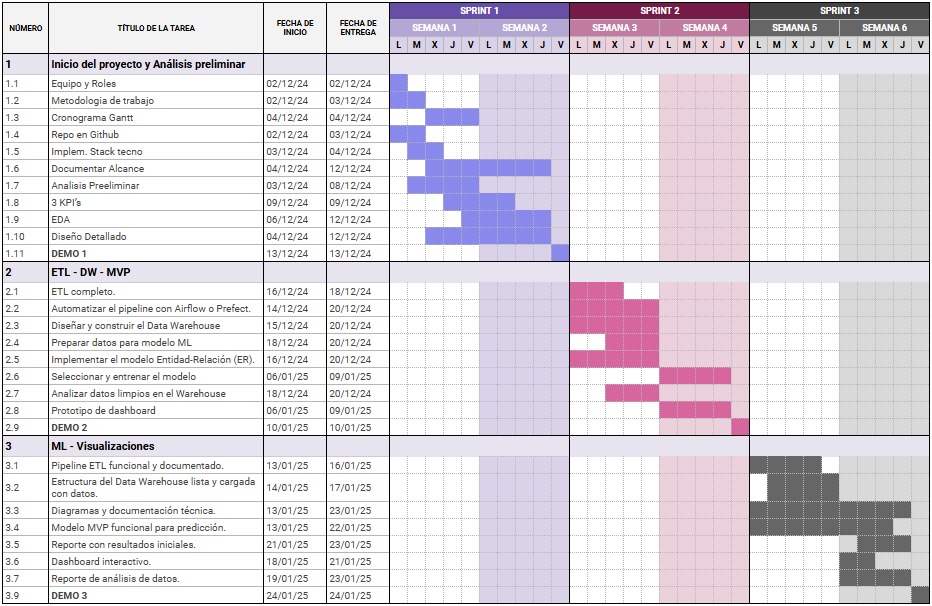 SPRINT 1 SPRINT 2 SPRINT 3
NÚMERO TÍTULO DE LA TAREA FECHA DE INICIO FECHA DE ENTREGA SEMANA 1 SEMANA 2 SEMANA 3 SEMANA 4 SEMANA 5 SEMANA 6
L M X J V L M X J V L M X J V L M X J V L M X J V L M X J V
1 Inicio del proyecto y Análisis preliminar
1.1 Equipo y Roles 02/12/24 02/12/24
1.2 Metodologia de trabajo 02/12/24 03/12/24
1.3 Cronograma Gantt 04/12/24 04/12/24
1.4 Repo en Github 02/12/24 03/12/24
1.5 Implem. Stack tecno 03/12/24 04/12/24
1.6 Documentar Alcance 04/12/24 12/12/24
1.7 Analisis Preeliminar 03/12/24 08/12/24
1.8 3 KPI's 09/12/24 09/12/24
1.9 EDA 06/12/24 12/12/24
1.10 Diseño Detallado 04/12/24 12/12/24
1.11 DEMO 1 13/12/24 13/12/24
2 ETL - DW - MVP
2.1 ETL completo. 16/12/24 18/12/24
2.2 Automatizar el pipeline con Airflow o Prefect. 14/12/24 20/12/24
2.3 Diseñar y construir el Data Warehouse 15/12/24 20/12/24
2.4 Preparar datos para modelo ML 18/12/24 20/12/24
2.5 Implementar el modelo Entidad-Relación (ER). 16/12/24 20/12/24
2.6 Seleccionar y entrenar el modelo 06/01/25 09/01/25
2.7 Analizar datos limpios en el Warehouse 18/12/24 20/12/24
2.8 Prototipo de dashboard 06/01/25 09/01/25
2.9 DEMO 2 10/01/25 10/01/25
3 ML - Visualizaciones
3.1 Pipeline ETL funcional y documentado. 13/01/25 16/01/25
3.2 Estructura del Data Warehouse lista y cargada
con datos. 14/01/25 17/01/25
3.3 Diagramas y documentación técnica. 13/01/25 23/01/25
3.4 Modelo MVP funcional para predicción. 13/01/25 22/01/25
3.5 Reporte con resultados iniciales. 21/01/25 23/01/25
3.6 Dashboard interactivo. 18/01/25 21/01/25
3.7 Reporte de análisis de datos. 19/01/25 23/01/25
3.9 DEMO 3 24/01/25 24/01/25